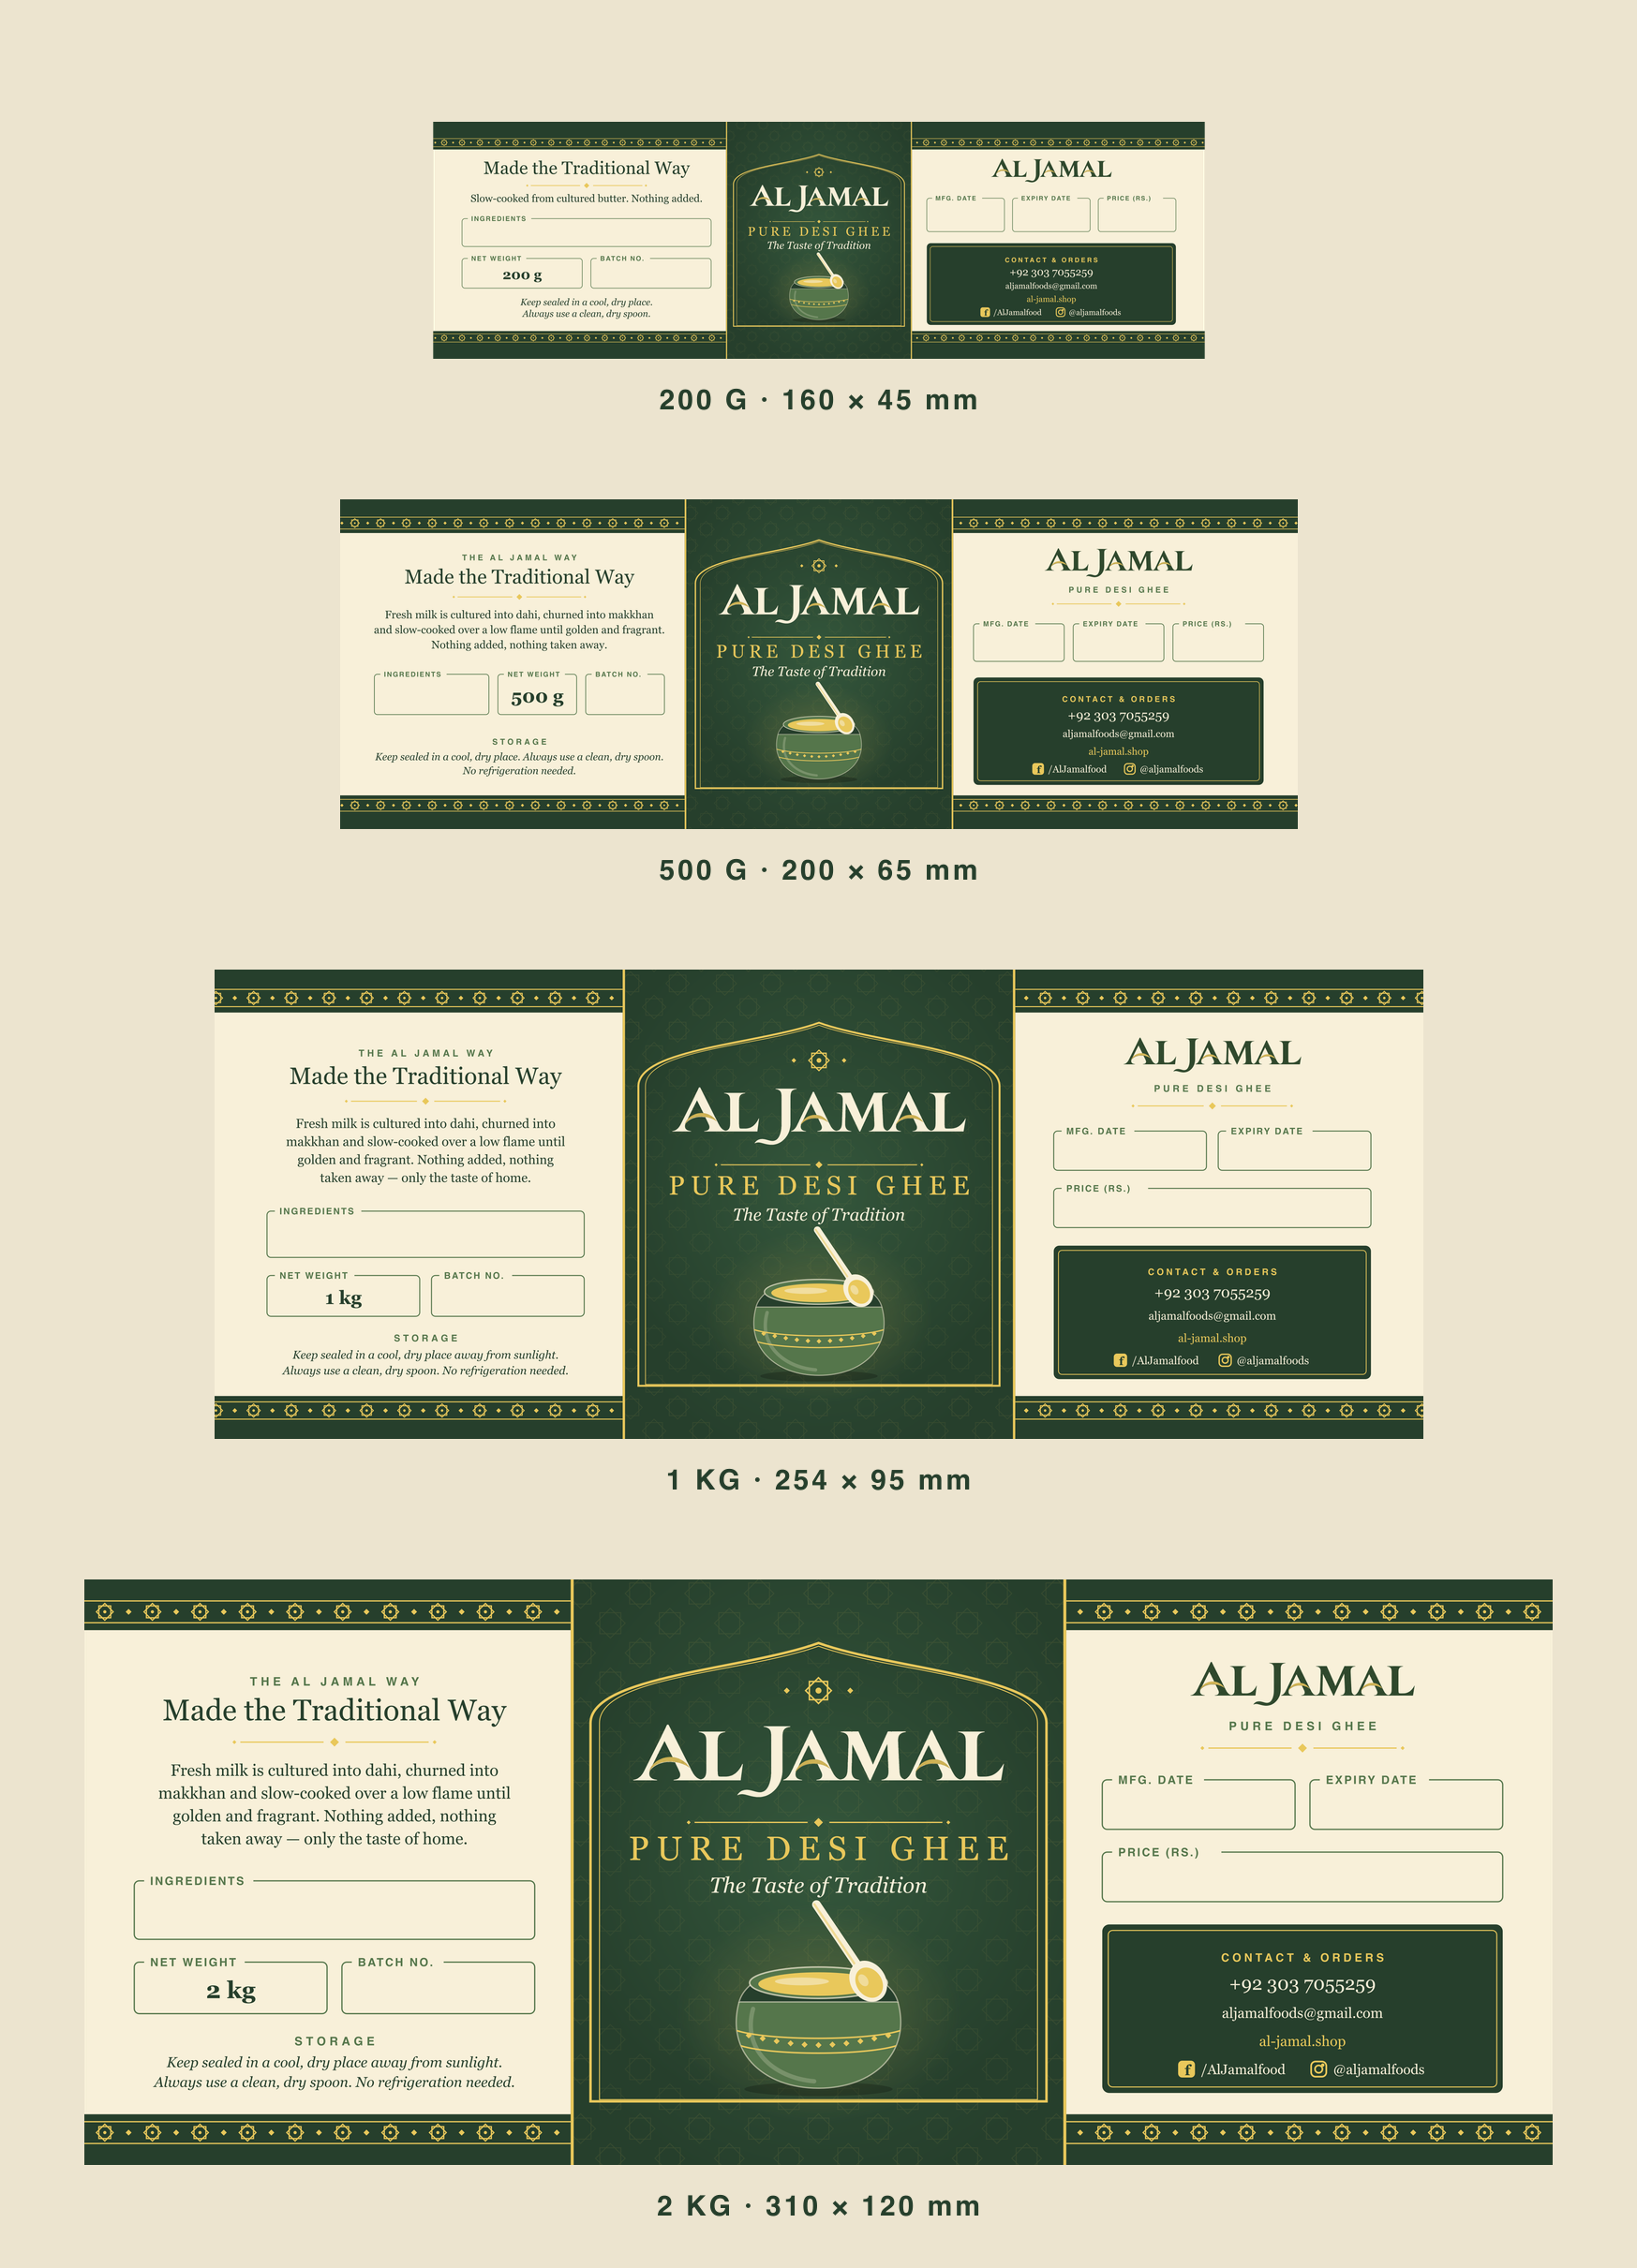 Made the Traditional Way
Slow-cooked from cultured butter. Nothing added.
INGREDIENTS
NET WEIGHT
200 g
BATCH NO.
Keep sealed in a cool, dry place.
Always use a clean, dry spoon.
AL JAMAL
PURE DESI GHEE
The Taste of Tradition
AL JAMAL
MFG. DATE
EXPIRY DATE
PRICE (RS.)
CONTACT & ORDERS
+92 303 7055259
aljamalfoods@gmail.com
al-jamal.shop
/AlJamalfood @aljamalfoods
200 G · 160 × 45 mm
THE AL JAMAL WAY
Made the Traditional Way
Fresh milk is cultured into dahi, churned into makkhan
and slow-cooked over a low flame until golden and fragrant.
Nothing added, nothing taken away.
INGREDIENTS
NET WEIGHT
500 g
BATCH NO.
STORAGE
Keep sealed in a cool, dry place. Always use a clean, dry spoon.
No refrigeration needed.
AL JAMAL
PURE DESI GHEE
The Taste of Tradition
AL JAMAL
PURE DESI GHEE
MFG. DATE
EXPIRY DATE
PRICE (RS.)
CONTACT & ORDERS
+92 303 7055259
aljamalfoods@gmail.com
al-jamal.shop
/AlJamalfood @aljamalfoods
500 G · 200 × 65 mm
THE AL JAMAL WAY
Made the Traditional Way
Fresh milk is cultured into dahi, churned into
makkhan and slow-cooked over a low flame until
golden and fragrant. Nothing added, nothing
taken away — only the taste of home.
INGREDIENTS
NET WEIGHT
1 kg
BATCH NO.
STORAGE
Keep sealed in a cool, dry place away from sunlight.
Always use a clean, dry spoon. No refrigeration needed.
AL JAMAL
PURE DESI GHEE
The Taste of Tradition
AL JAMAL
PURE DESI GHEE
MFG. DATE
EXPIRY DATE
PRICE (RS.)
CONTACT & ORDERS
+92 303 7055259
aljamalfoods@gmail.com
al-jamal.shop
/AlJamalfood @aljamalfoods
1 KG · 254 × 95 mm
THE AL JAMAL WAY
Made the Traditional Way
Fresh milk is cultured into dahi, churned into
makkhan and slow-cooked over a low flame until
golden and fragrant. Nothing added, nothing
taken away — only the taste of home.
INGREDIENTS
NET WEIGHT
2 kg
BATCH NO.
STORAGE
Keep sealed in a cool, dry place away from sunlight.
Always use a clean, dry spoon. No refrigeration needed.
AL JAMAL
PURE DESI GHEE
The Taste of Tradition
AL JAMAL
PURE DESI GHEE
MFG. DATE
EXPIRY DATE
PRICE (RS.)
CONTACT & ORDERS
+92 303 7055259
aljamalfoods@gmail.com
al-jamal.shop
/AlJamalfood @aljamalfoods
2 KG · 310 × 120 mm